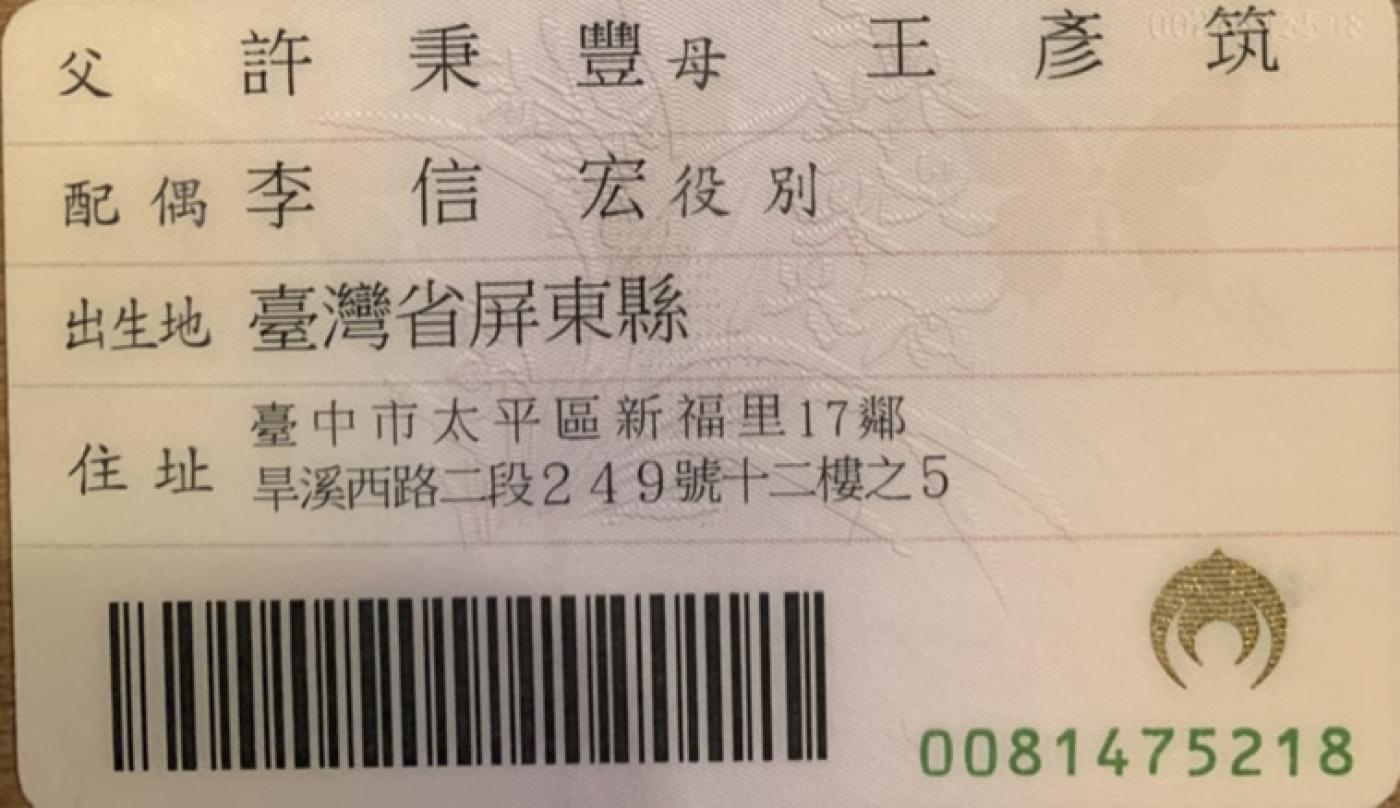 父 許秉豐 母 王彥筑
配偶 李信宏 役別
出生地 臺灣省屏東縣
臺中市太平區新福里17鄰
住址 旱溪西路二段249號十二樓之5
0081475218